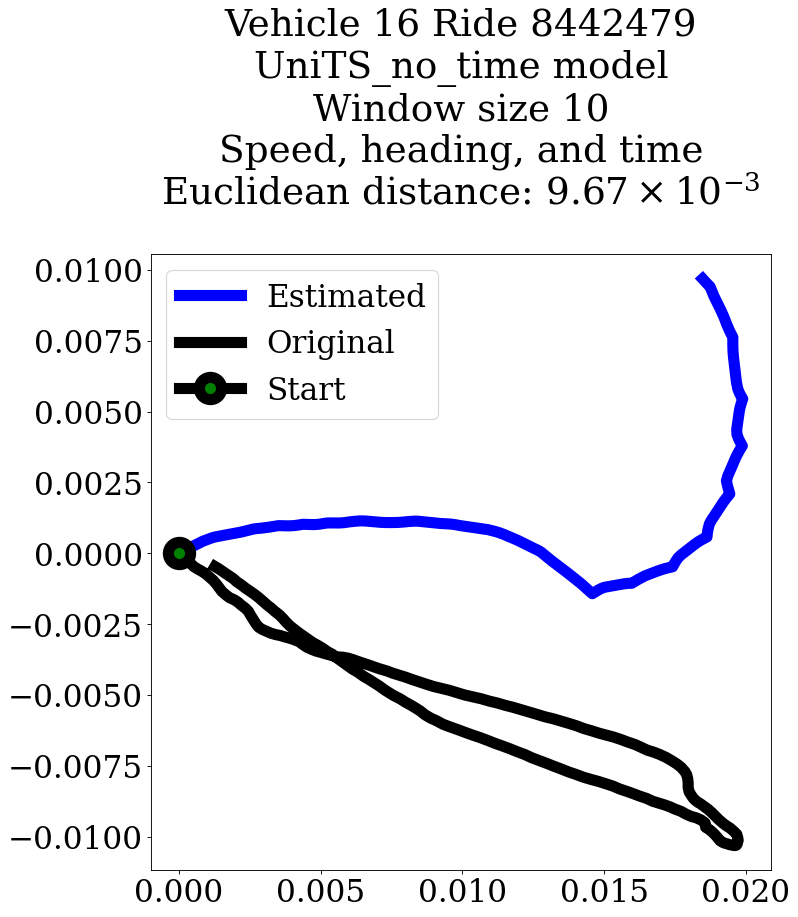 Vehicle 16 Ride 8442479
UniTS_no_time model
Window size 10
Speed, heading, and time
Euclidean distance: 9.67 × 10⁻³
0.0100
Estimated
0.0075
Original
0.0050
Start
0.0025
0.0000
−0.0025
−0.0050
−0.0075
−0.0100
0.000 0.005 0.010 0.015 0.020